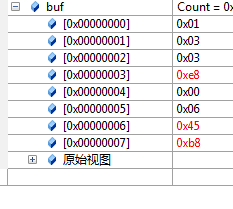 buf Count = 0x
[0x00000000] 0x01
[0x00000001] 0x03
[0x00000002] 0x03
[0x00000003] 0xe8
[0x00000004] 0x00
[0x00000005] 0x06
[0x00000006] 0x45
[0x00000007] 0xb8
原始视图